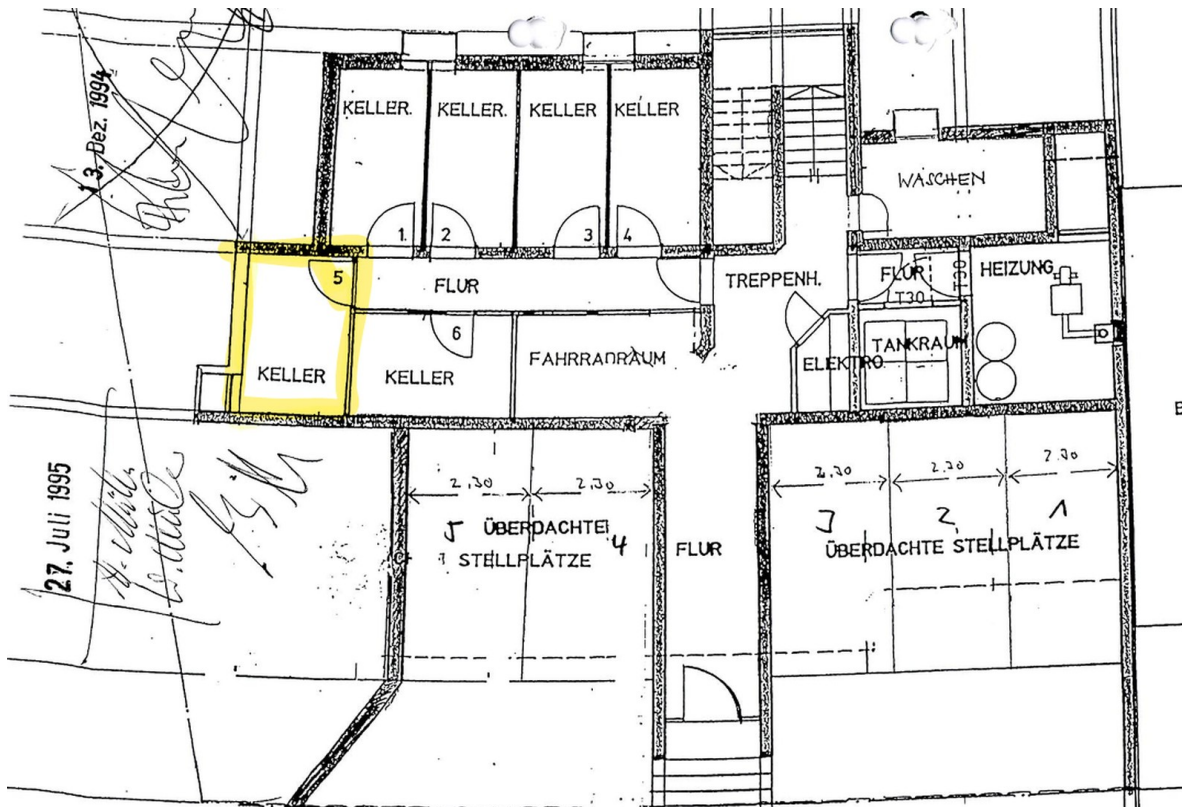 13. Dez. 1994
KELLER.
KELLER.
KELLER
KELLER
WASCHEN
1.
2
3
4
5
FLUR
TREPPENH.
FLUR
T30
T30
HEIZUNG
6
KELLER
KELLER
FAHRRADRAUM
ELEKTRO
TANKRAUM
27. Juli 1995
2,30
2,30
2,30
2,30
2.30
5 ÜBERDACHTE 4
STELLPLÄTZE
FLUR
3 2. 1
ÜBERDACHTE STELLPLÄTZE